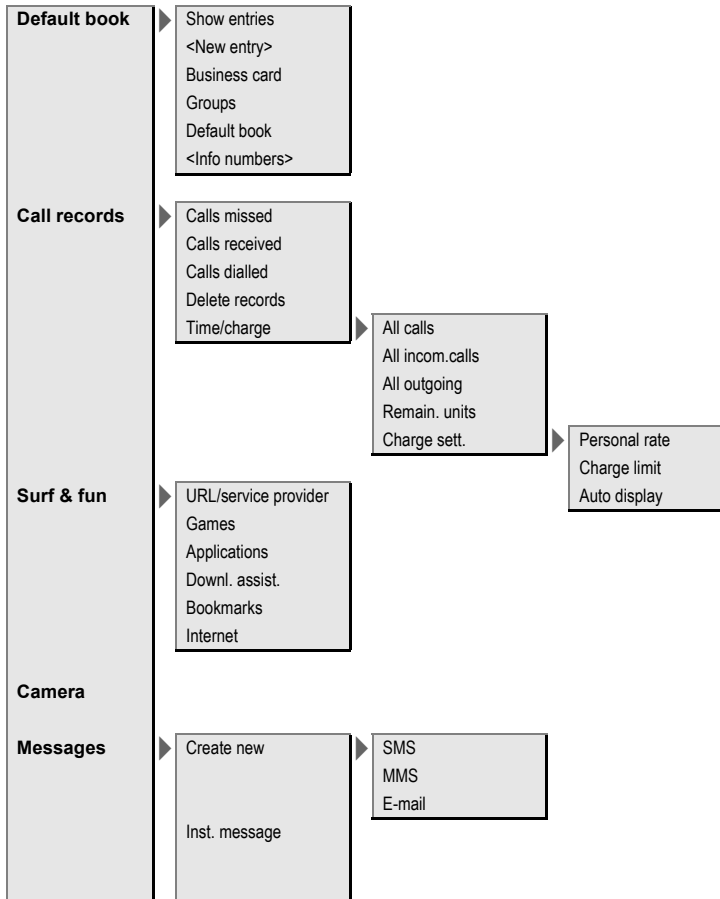 Default book
Show entries
<New entry>
Business card
Groups
Default book
<Info numbers>
Call records
Calls missed
Calls received
Calls dialled
Delete records
Time/charge
All calls
All incom.calls
All outgoing
Remain. units
Charge sett.
Personal rate
Charge limit
Auto display
Surf & fun
URL/service provider
Games
Applications
Downl. assist.
Bookmarks
Internet
Camera
Messages
Create new
SMS
MMS
E-mail
Inst. message